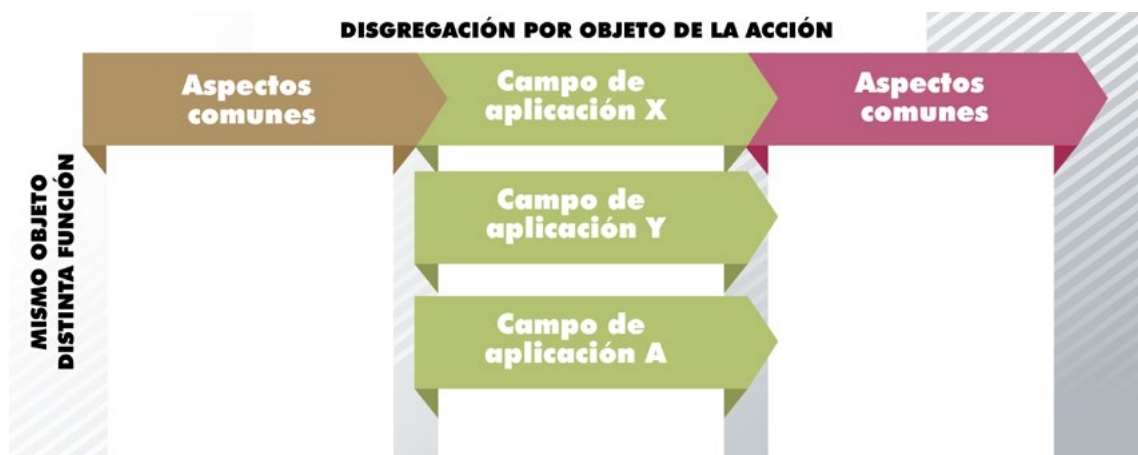 DISGREGACIÓN POR OBJETO DE LA ACCIÓN
Aspectos
comunes
Campo de
aplicación X
Aspectos
comunes
MISMO OBJETO
DISTINTA FUNCIÓN
Campo de
aplicación Y
Campo de
aplicación A